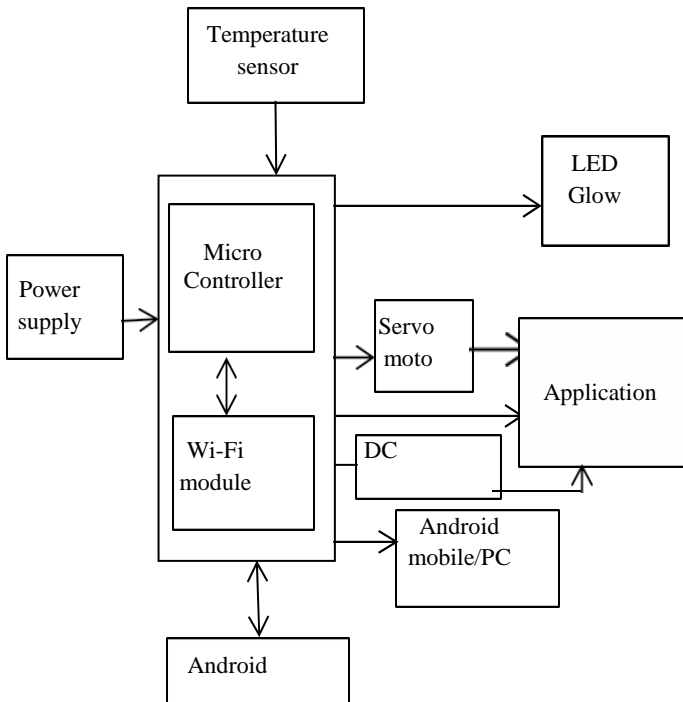 Temperature
sensor
LED
Glow
Micro
Controller
Power
supply
Servo
moto
Application
Wi-Fi
module
DC
Android
mobile/PC
Android